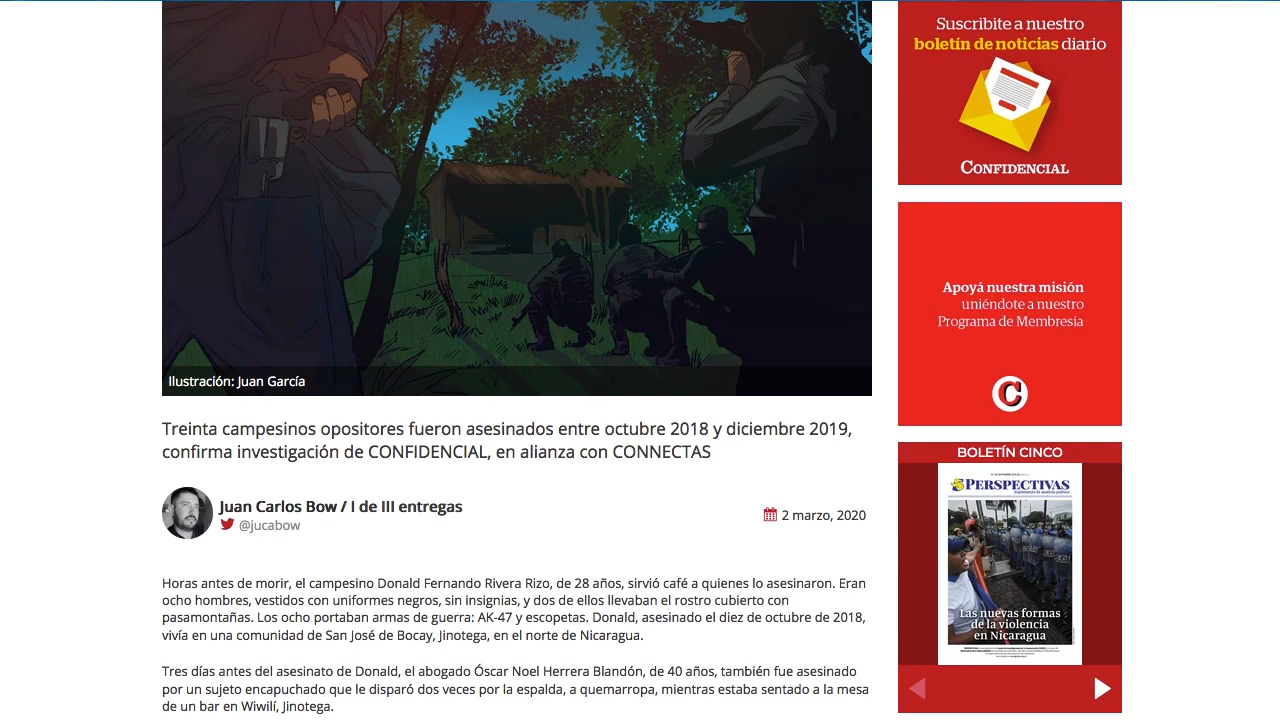 Ilustración: Juan García
Treinta campesinos opositores fueron asesinados entre octubre 2018 y diciembre 2019,
confirma investigación de CONFIDENCIAL, en alianza con CONNECTAS
Juan Carlos Bow / I de III entregas
@jucabow
2 marzo, 2020
Horas antes de morir, el campesino Donald Fernando Rivera Rizo, de 28 años, sirvió café a quienes lo asesinaron. Eran
ocho hombres, vestidos con uniformes negros, sin insignias, y dos de ellos llevaban el rostro cubierto con
pasamontañas. Los ocho portaban armas de guerra: AK-47 y escopetas. Donald, asesinado el diez de octubre de 2018,
vivía en una comunidad de San José de Bocay, Jinotega, en el norte de Nicaragua.
Tres días antes del asesinato de Donald, el abogado Óscar Noel Herrera Blandón, de 40 años, también fue asesinado
por un sujeto encapuchado que le disparó dos veces por la espalda, a quemarropa, mientras estaba sentado a la mesa
de un bar en Wiwilí, Jinotega.
Suscribite a nuestro
boletín de noticias diario
CONFIDENCIAL
Apoyá nuestra misión
uniéndote a nuestro
Programa de Membresía
C
BOLETÍN CINCO
PERSPECTIVAS
Suplemento de análisis político
Las nuevas formas
de la violencia
en Nicaragua